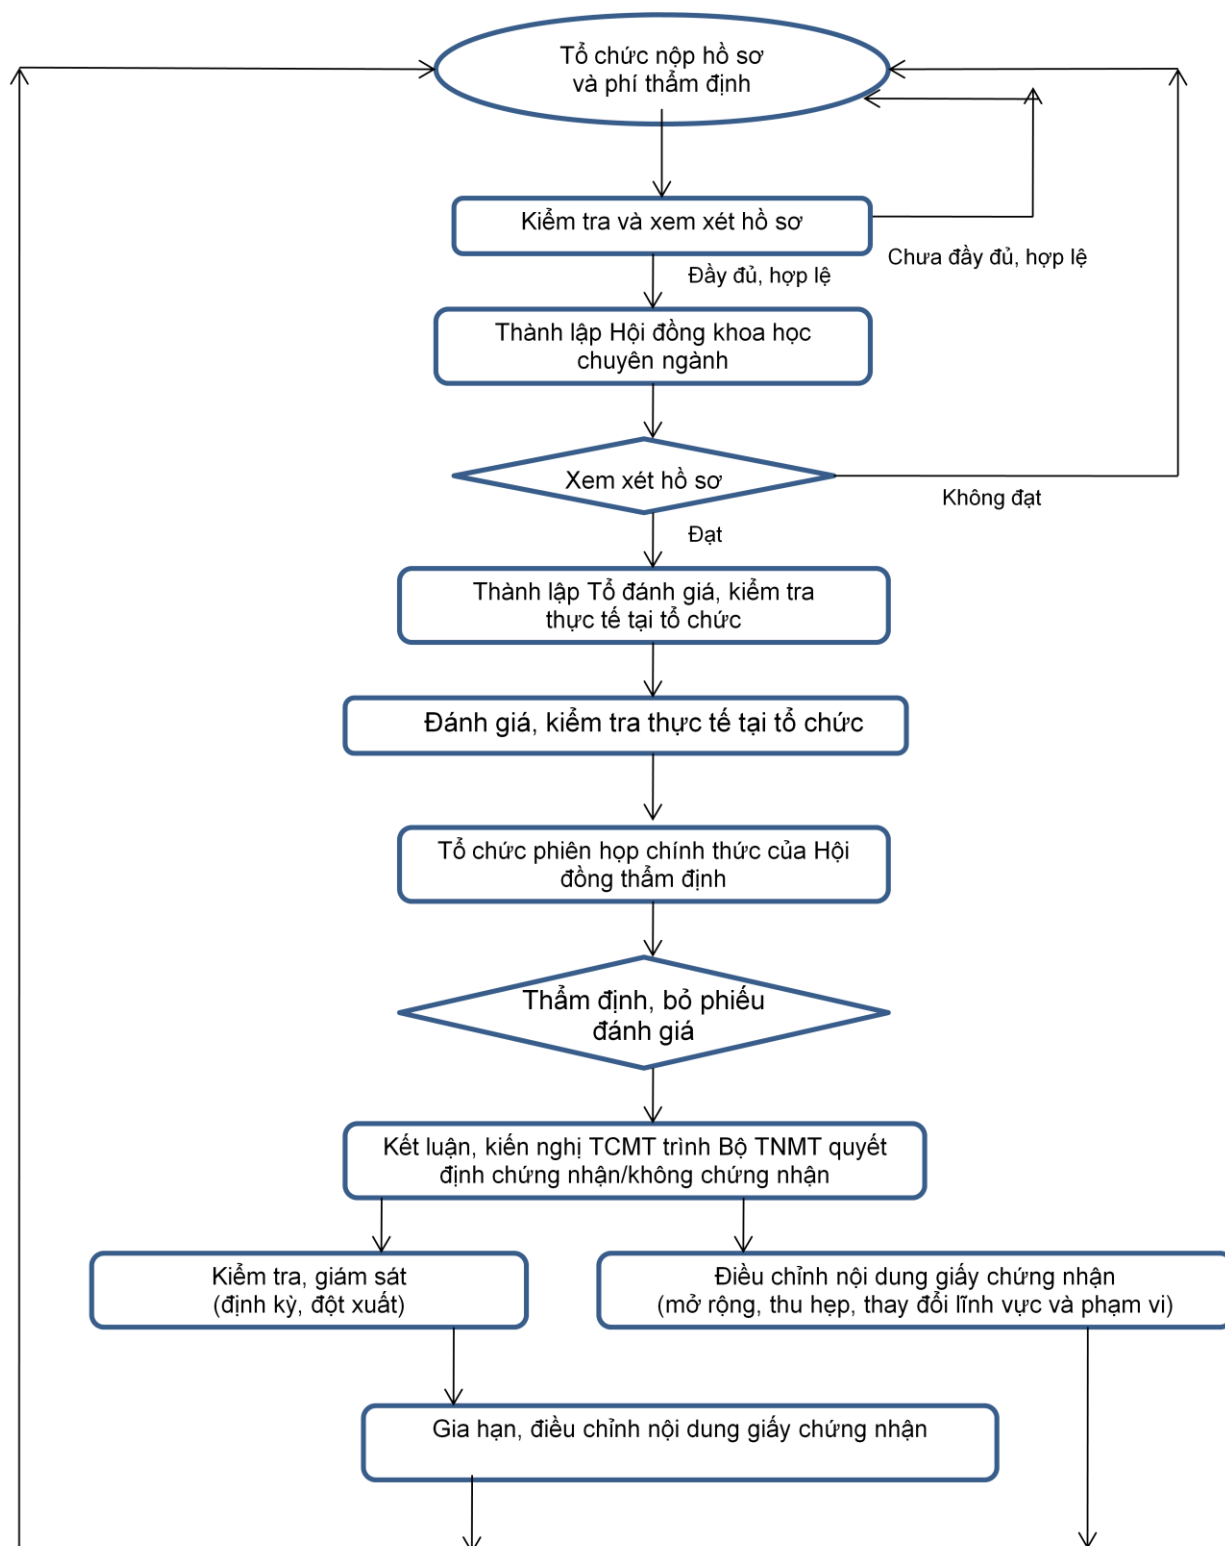 Tổ chức nộp hồ sơ
và phí thẩm định
Kiểm tra và xem xét hồ sơ
Chưa đầy đủ, hợp lệ
Đầy đủ, hợp lệ
Thành lập Hội đồng khoa học
chuyên ngành
Xem xét hồ sơ
Không đạt
Đạt
Thành lập Tổ đánh giá, kiểm tra
thực tế tại tổ chức
Đánh giá, kiểm tra thực tế tại tổ chức
Tổ chức phiên họp chính thức của Hội
đồng thẩm định
Thẩm định, bỏ phiếu
đánh giá
Kết luận, kiến nghị TCMT trình Bộ TNMT quyết
định chứng nhận/không chứng nhận
Kiểm tra, giám sát
(định kỳ, đột xuất)
Điều chỉnh nội dung giấy chứng nhận
(mở rộng, thu hẹp, thay đổi lĩnh vực và phạm vi)
Gia hạn, điều chỉnh nội dung giấy chứng nhận